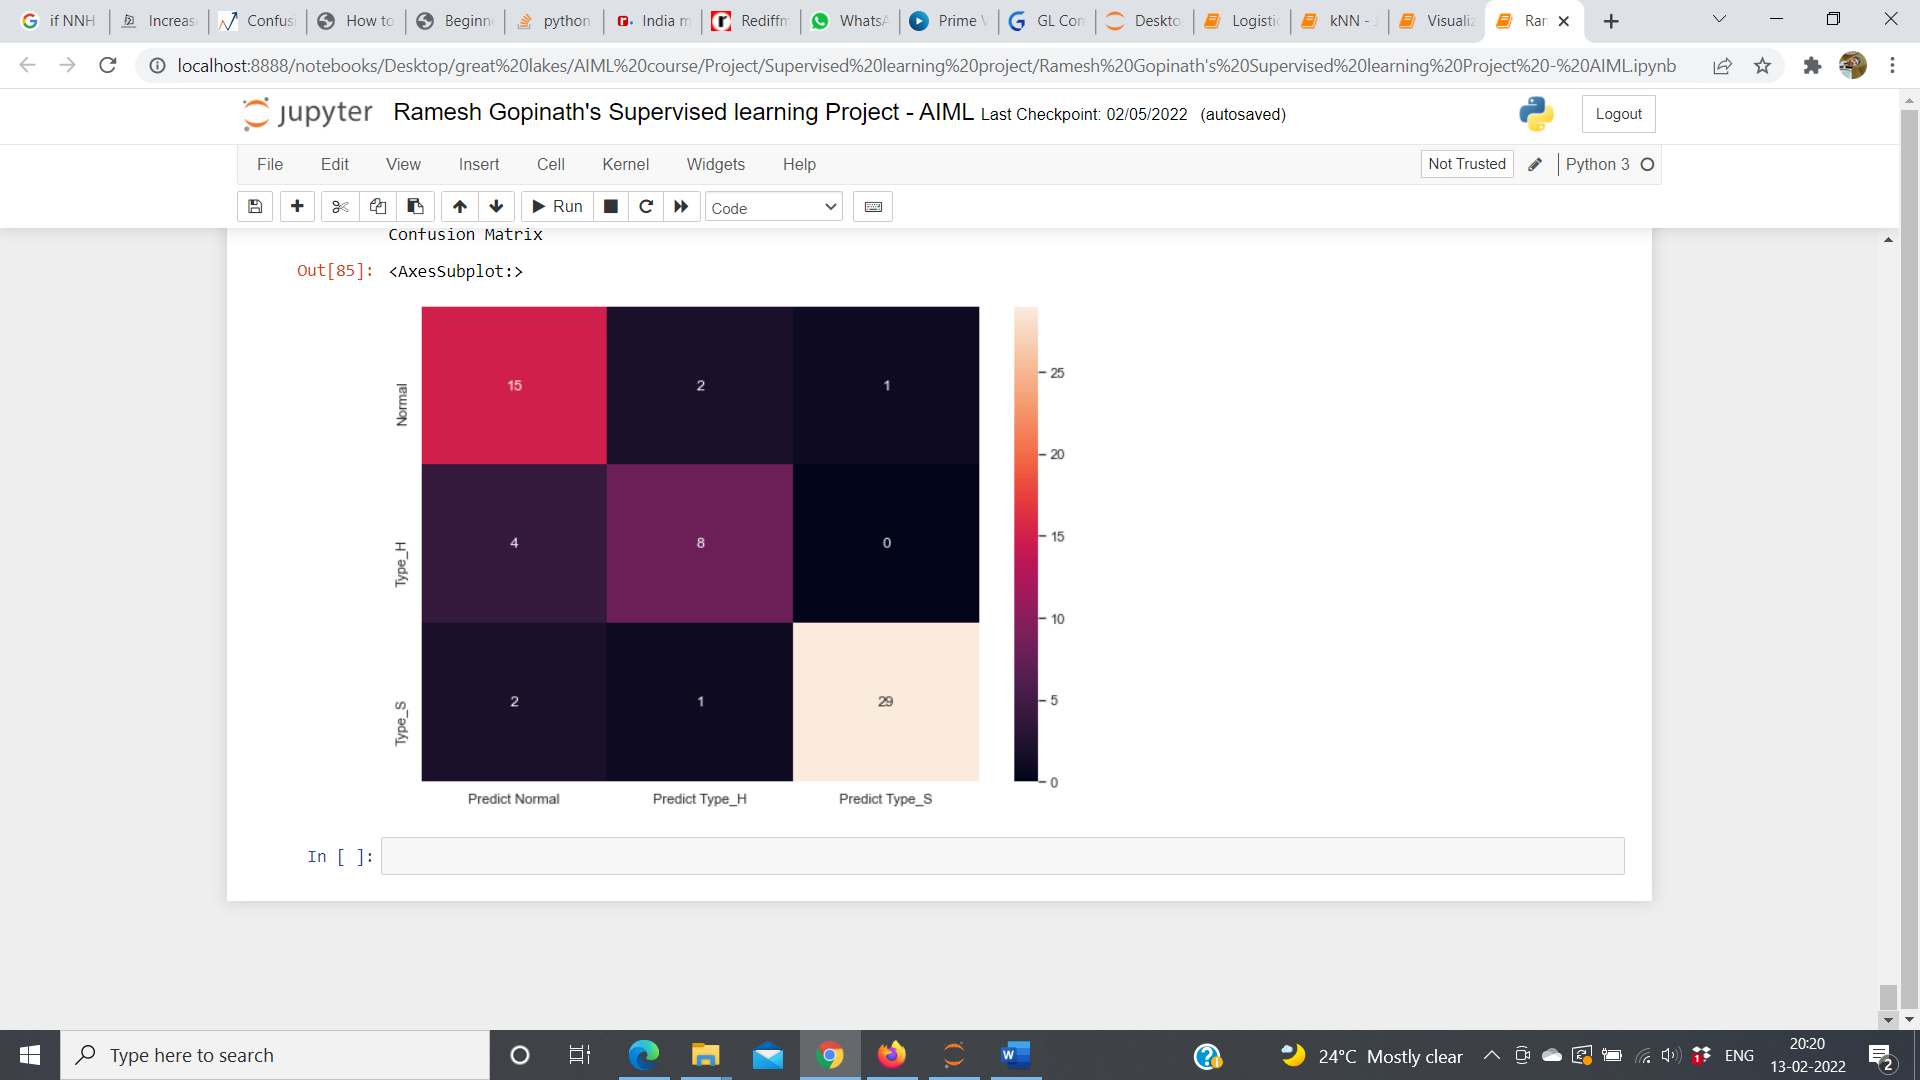 if NNH
Increas
Confusi
How to
Beginn
python
India m
Rediffm
WhatsA
Prime V
GL Con
Deskto
Logistic
kNN - J
Visualiz
Ran
localhost:8888/notebooks/Desktop/great%20lakes/AIML%20course/Project/Supervised%20learning%20project/Ramesh%20Gopinath's%20Supervised%20learning%20Project%20-%20AIML.ipynb
jupyter Ramesh Gopinath's Supervised learning Project - AIML Last Checkpoint: 02/05/2022 (autosaved)
Logout
File Edit View Insert Cell Kernel Widgets Help
Not Trusted
Python 3
Run
Code
Confusion Matrix
Out[85]: <AxesSubplot:>
Normal 15 2 1
Type_H 4 8 0
Type_S 2 1 29
Predict Normal Predict Type_H Predict Type_S
25
20
15
10
5
0
In [ ]:
Type here to search
W
24°C Mostly clear
1
ENG
20:20
13-02-2022
2